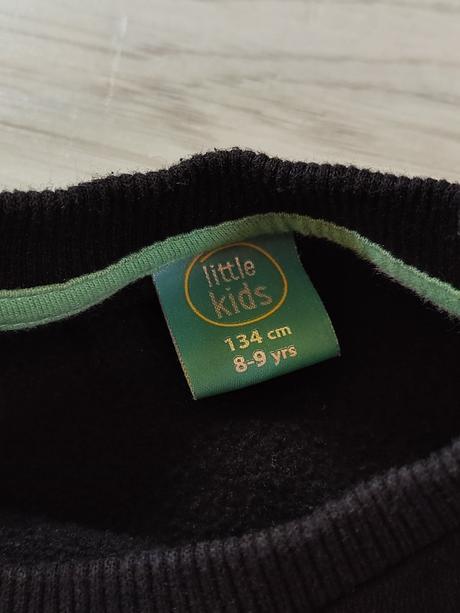 little
kids
134 cm
8-9 yrs